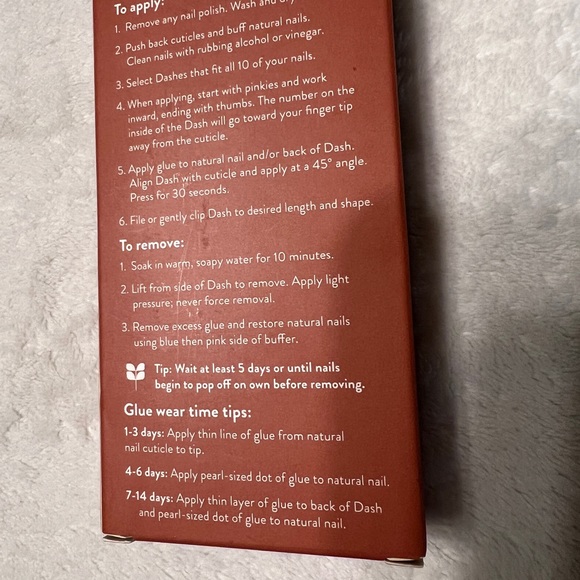 To apply:
1. Remove any nail polish. Wash and dry
2. Push back cuticles and buff natural nails.
Clean nails with rubbing alcohol or vinegar.
3. Select Dashes that fit all 10 of your nails.
4. When applying, start with pinkies and work
inward, ending with thumbs. The number on the
inside of the Dash will go toward your finger tip
away from the cuticle.
5. Apply glue to natural nail and/or back of Dash.
Align Dash with cuticle and apply at a 45° angle.
Press for 30 seconds.
6. File or gently clip Dash to desired length and shape.
To remove:
1. Soak in warm, soapy water for 10 minutes.
2. Lift from side of Dash to remove. Apply light
pressure; never force removal.
3. Remove excess glue and restore natural nails
using blue then pink side of buffer.
Tip: Wait at least 5 days or until nails
begin to pop off on own before removing.
Glue wear time tips:
1-3 days: Apply thin line of glue from natural
nail cuticle to tip.
4-6 days: Apply pearl-sized dot of glue to natural nail.
7-14 days: Apply thin layer of glue to back of Dash
and pearl-sized dot of glue to natural nail.